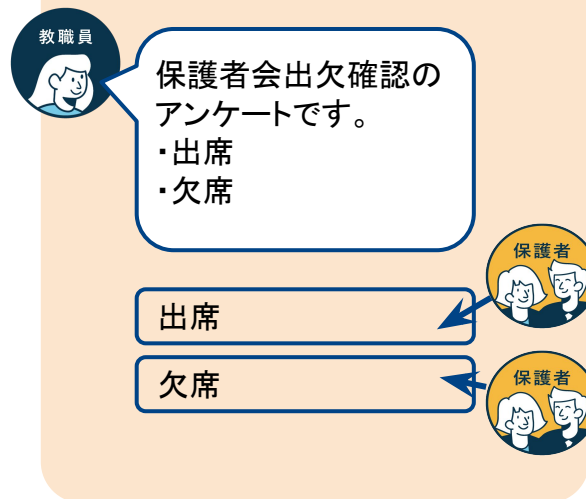 教職員
保護者会出欠確認の
アンケートです。
・出席
・欠席
保護者
出席
保護者
欠席